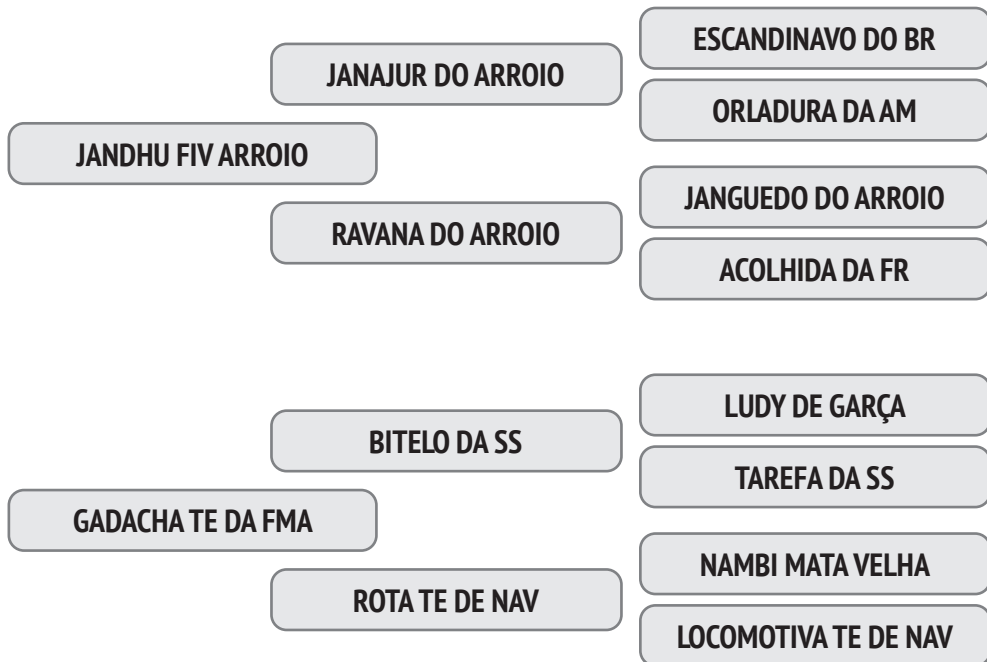 ESCANDINAVO DO BR
JANAJUR DO ARROIO
ORLADURA DA AM
JANDHU FIV ARROIO
JANGUEDO DO ARROIO
RAVANA DO ARROIO
ACOLHIDA DA FR
LUDY DE GARÇA
BITELO DA SS
TAREFA DA SS
GADACHA TE DA FMA
NAMBI MATA VELHA
ROTA TE DE NAV
LOCOMOTIVA TE DE NAV